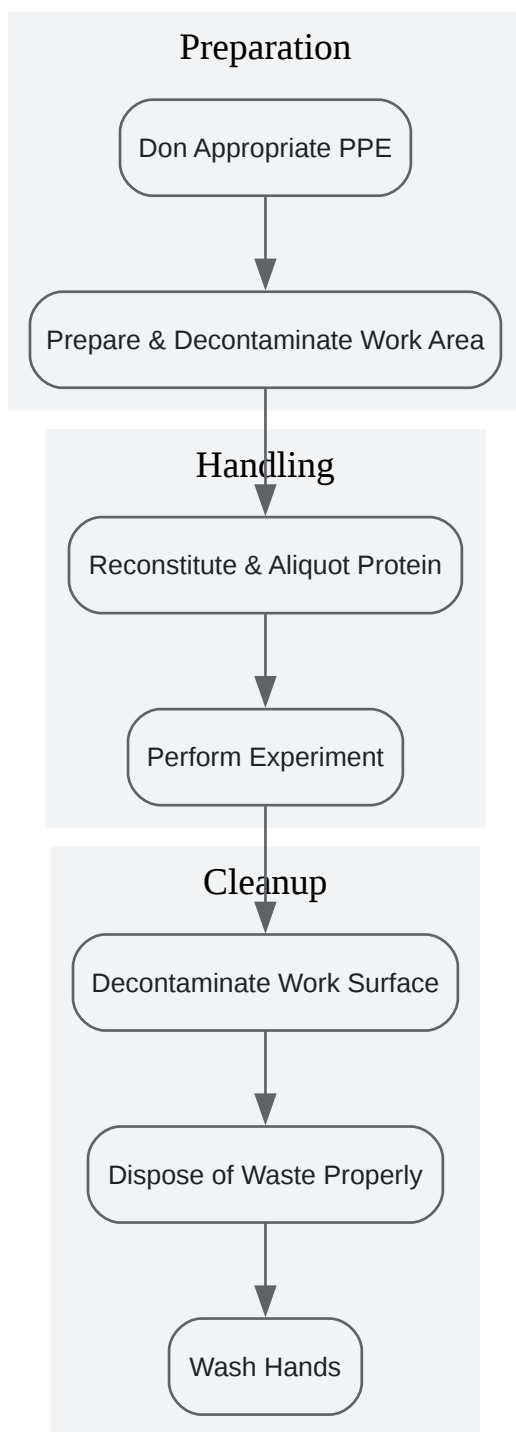 Preparation
Don Appropriate PPE
Prepare & Decontaminate Work Area
Handling
Reconstitute & Aliquot Protein
Perform Experiment
Cleanup
Decontaminate Work Surface
Dispose of Waste Properly
Wash Hands